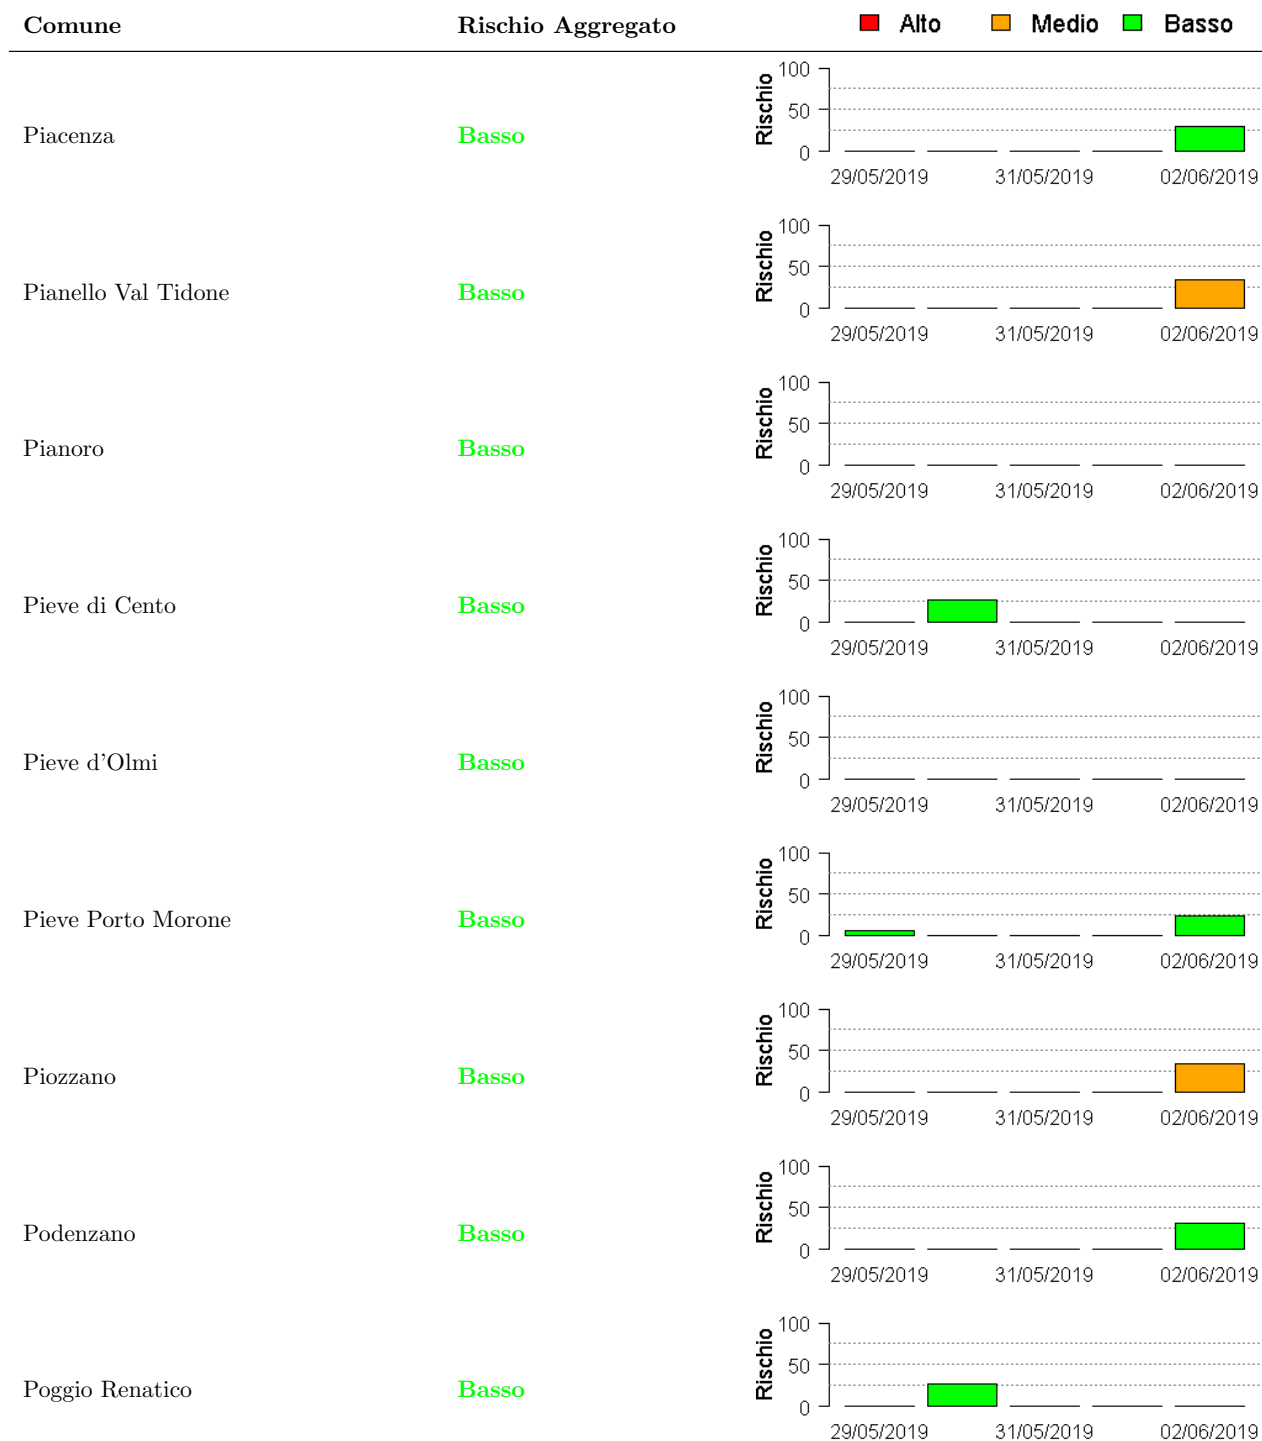 Comune Rischio Aggregato Alto Medio Basso
100
50
0
Rischio
Piacenza Basso
29/05/2019 31/05/2019 02/06/2019
100
50
0
Rischio
Pianello Val Tidone Basso
29/05/2019 31/05/2019 02/06/2019
100
50
0
Rischio
Pianoro Basso
29/05/2019 31/05/2019 02/06/2019
100
50
0
Rischio
Pieve di Cento Basso
29/05/2019 31/05/2019 02/06/2019
100
50
0
Rischio
Pieve d'Olmi Basso
29/05/2019 31/05/2019 02/06/2019
100
50
0
Rischio
Pieve Porto Morone Basso
29/05/2019 31/05/2019 02/06/2019
100
50
0
Rischio
Piozzano Basso
29/05/2019 31/05/2019 02/06/2019
100
50
0
Rischio
Podenzano Basso
29/05/2019 31/05/2019 02/06/2019
100
50
0
Rischio
Poggio Renatico Basso
29/05/2019 31/05/2019 02/06/2019